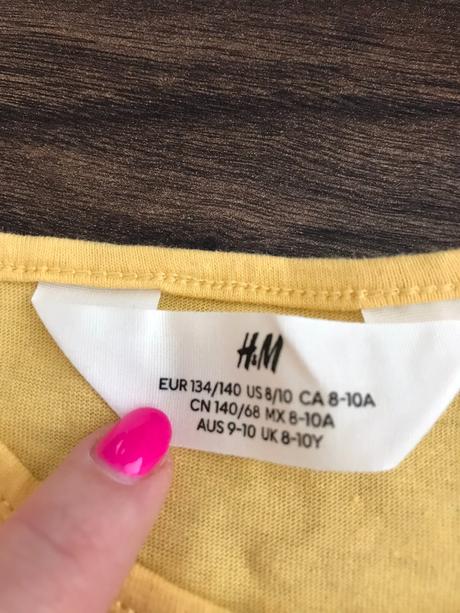 H&M
EUR 134/140 US 8/10 CA 8-10A
CN 140/68 MX 8-10A
AUS 9-10 UK 8-10Y